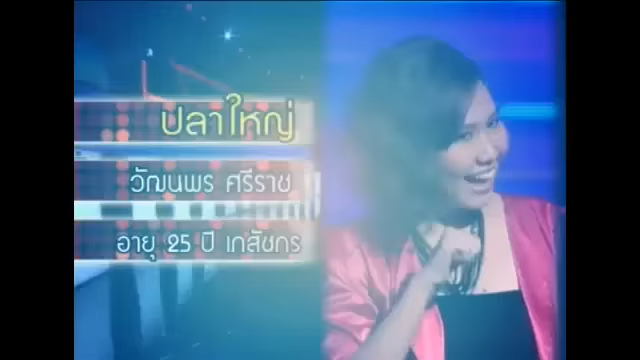 ปลาใหญ่
วัฒนพร ศรีราช
อายุ 25 ปี เภสัชกร